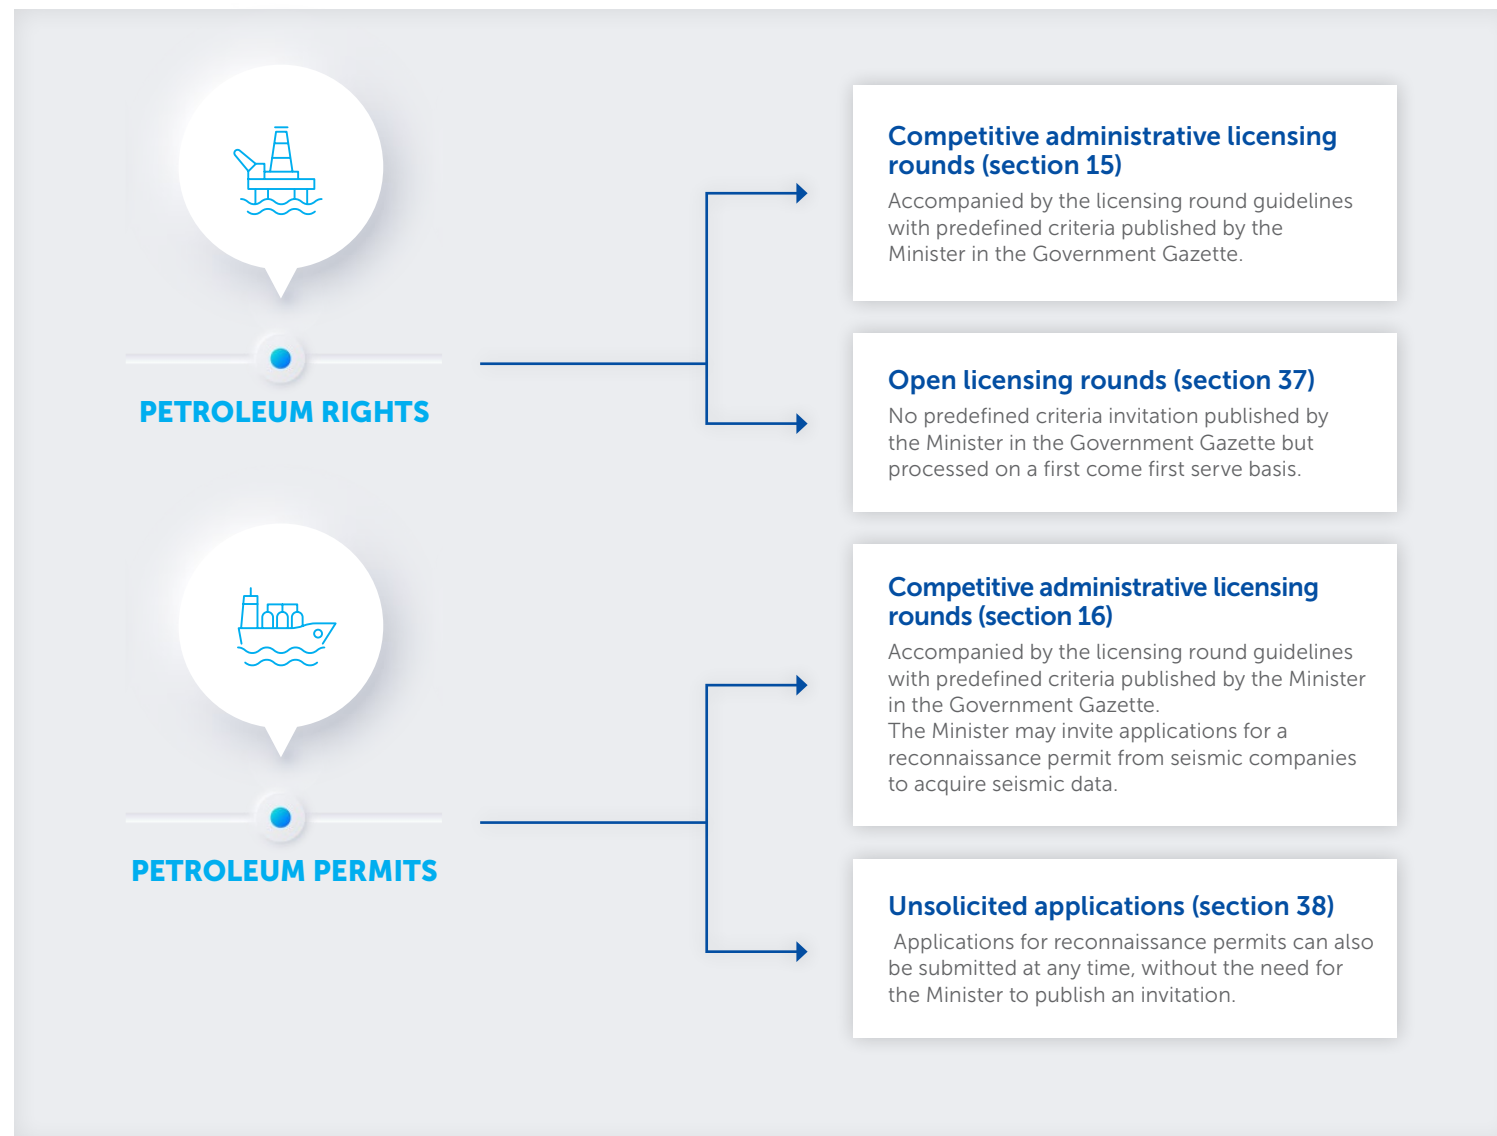 PETROLEUM RIGHTS
Competitive administrative licensing
rounds (section 15)
Accompanied by the licensing round guidelines
with predefined criteria published by the
Minister in the Government Gazette.
Open licensing rounds (section 37)
No predefined criteria invitation published by
the Minister in the Government Gazette but
processed on a first come first serve basis.
PETROLEUM PERMITS
Competitive administrative licensing
rounds (section 16)
Accompanied by the licensing round guidelines
with predefined criteria published by the Minister
in the Government Gazette.
The Minister may invite applications for a
reconnaissance permit from seismic companies
to acquire seismic data.
Unsolicited applications (section 38)
Applications for reconnaissance permits can also
be submitted at any time, without the need for
the Minister to publish an invitation.